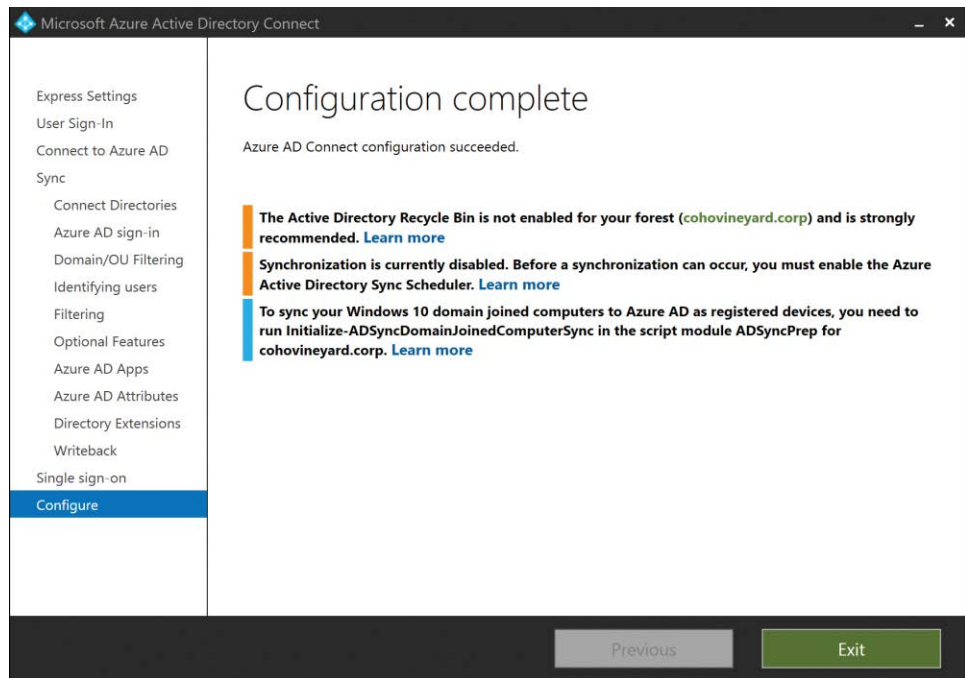 Microsoft Azure Active Directory Connect
Express Settings
User Sign-In
Connect to Azure AD
Sync
Connect Directories
Azure AD sign-in
Domain/OU Filtering
Identifying users
Filtering
Optional Features
Azure AD Apps
Azure AD Attributes
Directory Extensions
Writeback
Single sign-on
Configure
Configuration complete
Azure AD Connect configuration succeeded.
The Active Directory Recycle Bin is not enabled for your forest (cohovineyard.corp) and is strongly
recommended. Learn more
Synchronization is currently disabled. Before a synchronization can occur, you must enable the Azure
Active Directory Sync Scheduler. Learn more
To sync your Windows 10 domain joined computers to Azure AD as registered devices, you need to
run Initialize-ADSyncDomainJoinedComputerSync in the script module ADSyncPrep for
cohovineyard.corp. Learn more
Previous
Exit